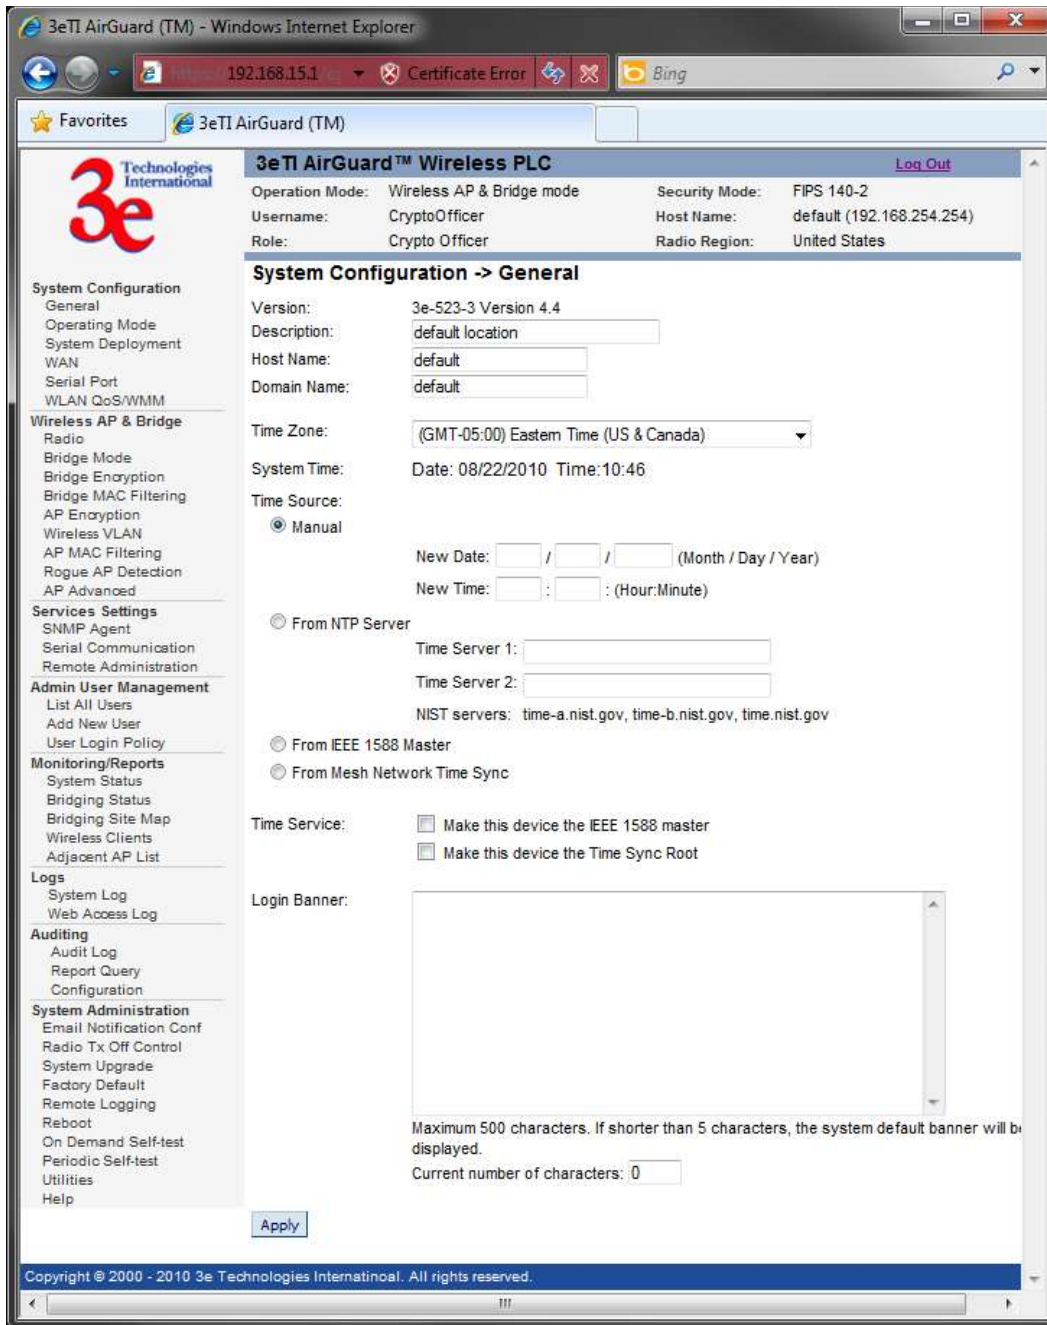 3eTI AirGuard (TM) - Windows Internet Explorer
192.168.15.1
Certificate Error
Bing
Favorites
3eTI AirGuard (TM)
3e Technologies International
3eTI AirGuard™ Wireless PLC
Log Out
Operation Mode: Wireless AP & Bridge mode Security Mode: FIPS 140-2
Username: CryptoOfficer Host Name: default (192.168.254.254)
Role: Crypto Officer Radio Region: United States
System Configuration
General
Operating Mode
System Deployment
WAN
Serial Port
WLAN QoS/WMM
Wireless AP & Bridge
Radio
Bridge Mode
Bridge Encryption
Bridge MAC Filtering
AP Encryption
Wireless VLAN
AP MAC Filtering
Rogue AP Detection
AP Advanced
Services Settings
SNMP Agent
Serial Communication
Remote Administration
Admin User Management
List All Users
Add New User
User Login Policy
Monitoring/Reports
System Status
Bridging Status
Bridging Site Map
Wireless Clients
Adjacent AP List
Logs
System Log
Web Access Log
Auditing
Audit Log
Report Query
Configuration
System Administration
Email Notification Conf
Radio Tx Off Control
System Upgrade
Factory Default
Remote Logging
Reboot
On Demand Self-test
Periodic Self-test
Utilities
Help
System Configuration -> General
Version: 3e-523-3 Version 4.4
Description: default location
Host Name: default
Domain Name: default
Time Zone: (GMT-05:00) Eastern Time (US & Canada)
System Time: Date: 08/22/2010 Time:10:46
Time Source:
Manual
New Date: / / (Month / Day / Year)
New Time: : : (Hour:Minute)
From NTP Server
Time Server 1:
Time Server 2:
NIST servers: time-a.nist.gov, time-b.nist.gov, time.nist.gov
From IEEE 1588 Master
From Mesh Network Time Sync
Time Service: Make this device the IEEE 1588 master
Make this device the Time Sync Root
Login Banner:
Maximum 500 characters. If shorter than 5 characters, the system default banner will be
displayed.
Current number of characters: 0
Apply
Copyright © 2000 - 2010 3e Technologies Internatinoal. All rights reserved.